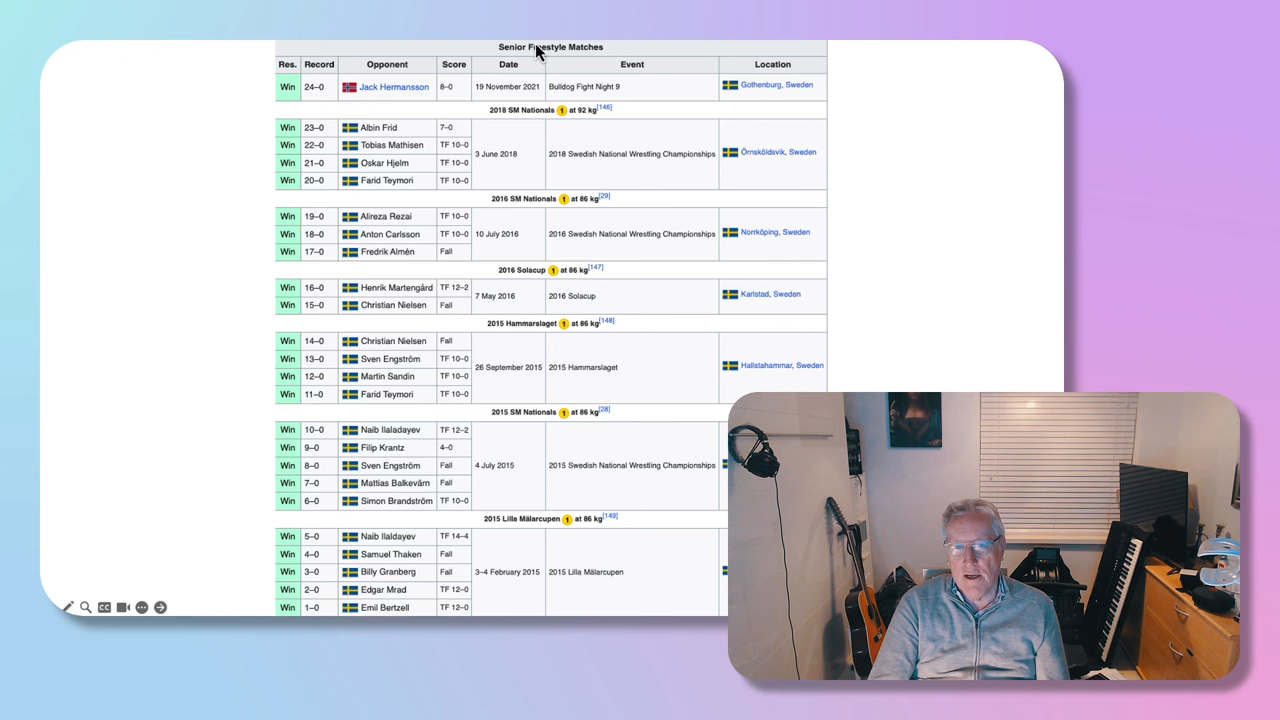 Senior Freestyle Matches
Res. Record Opponent Score Date Event Location
Win 24–0 Jack Hermansson 8–0 19 November 2021 Bulldog Fight Night 9 Gothenburg, Sweden
2018 SM Nationals 1 at 92 kg[146]
Win 23–0 Albin Frid 7–0 3 June 2018 2018 Swedish National Wrestling Championships Örnsköldsvik, Sweden
Win 22–0 Tobias Mathisen TF 10–0
Win 21–0 Oskar Hjelm TF 10–0
Win 20–0 Farid Teymori TF 10–0
2016 SM Nationals 1 at 86 kg[29]
Win 19–0 Alireza Rezai TF 10–0 10 July 2016 2016 Swedish National Wrestling Championships Norrköping, Sweden
Win 18–0 Anton Carlsson TF 10–0
Win 17–0 Fredrik Almén Fall
2016 Solacup 1 at 86 kg[147]
Win 16–0 Henrik Martengård TF 12–2 7 May 2016 2016 Solacup Karlstad, Sweden
Win 15–0 Christian Nielsen Fall
2015 Hammarslaget 1 at 86 kg[148]
Win 14–0 Christian Nielsen Fall 26 September 2015 2015 Hammarslaget Hallstahammar, Sweden
Win 13–0 Sven Engström TF 10–0
Win 12–0 Martin Sandin TF 10–0
Win 11–0 Farid Teymori TF 10–0
2015 SM Nationals 1 at 86 kg[28]
Win 10–0 Naib Ilaladayev TF 12–2 4 July 2015 2015 Swedish National Wrestling Championships
Win 9–0 Filip Krantz 4–0
Win 8–0 Sven Engström Fall
Win 7–0 Mattias Balkevärn Fall
Win 6–0 Simon Brandström TF 10–0
2015 Lilla Mälarcupen 1 at 86 kg[149]
Win 5–0 Naib Ilaldayev TF 14–4 3–4 February 2015 2015 Lilla Mälarcupen
Win 4–0 Samuel Thaken Fall
Win 3–0 Billy Granberg Fall
Win 2–0 Edgar Mrad TF 12–0
Win 1–0 Emil Bertzell TF 12–0
CC